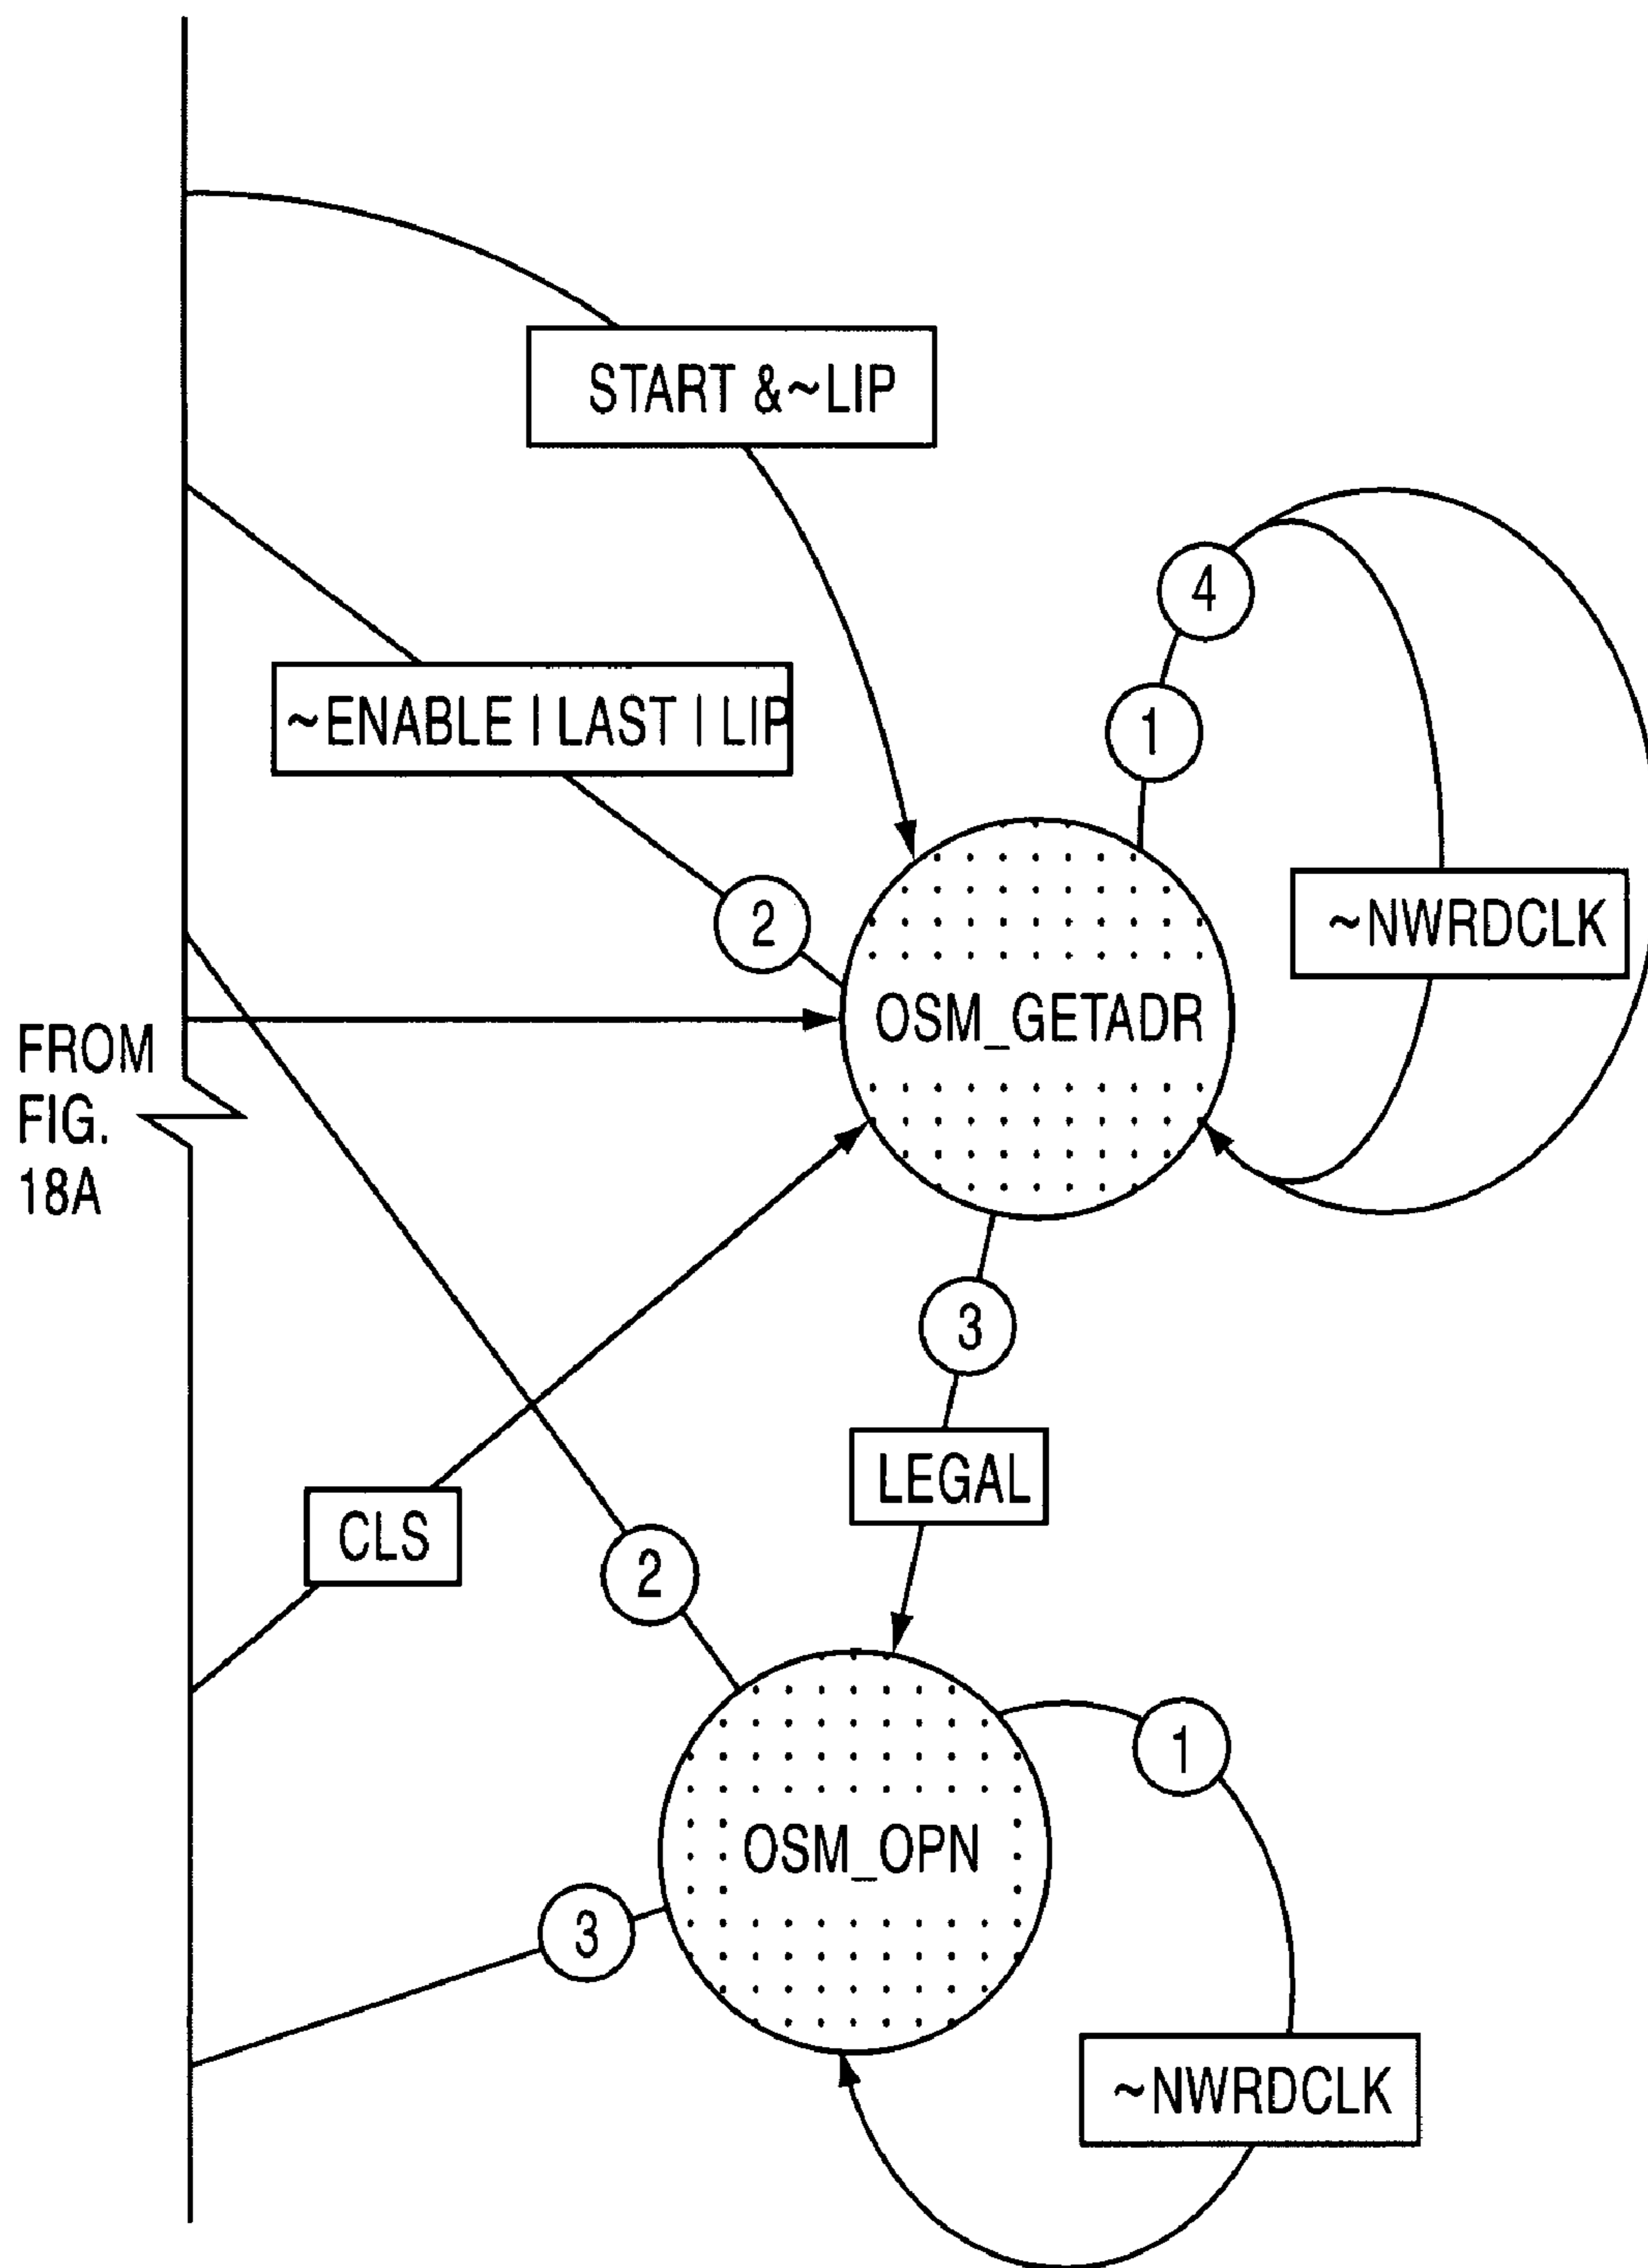 START &~LIP
4
1
~ENABLE | LAST | LIP
2
~NWRDCLK
OSM_GETADR
FROM
FIG.
18A
3
LEGAL
CLS
2
1
OSM_OPN
3
~NWRDCLK